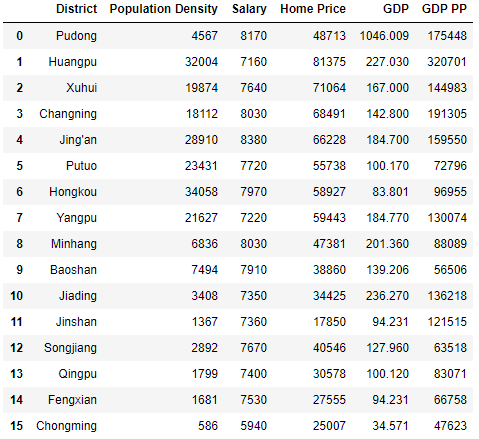 District Population Density Salary Home Price GDP GDP PP
0 Pudong 4567 8170 48713 1046.009 175448
1 Huangpu 32004 7160 81375 227.030 320701
2 Xuhui 19874 7640 71064 167.000 144983
3 Changning 18112 8030 68491 142.800 191305
4 Jing'an 28910 8380 66228 184.700 159550
5 Putuo 23431 7720 55738 100.170 72796
6 Hongkou 34058 7970 58927 83.801 96955
7 Yangpu 21627 7220 59443 184.770 130074
8 Minhang 6836 8030 47381 201.360 88089
9 Baoshan 7494 7910 38860 139.206 56506
10 Jiading 3408 7350 34425 236.270 136218
11 Jinshan 1367 7360 17850 94.231 121515
12 Songjiang 2892 7670 40546 127.960 63518
13 Qingpu 1799 7400 30578 100.120 83071
14 Fengxian 1681 7530 27555 94.231 66758
15 Chongming 586 5940 25007 34.571 47623